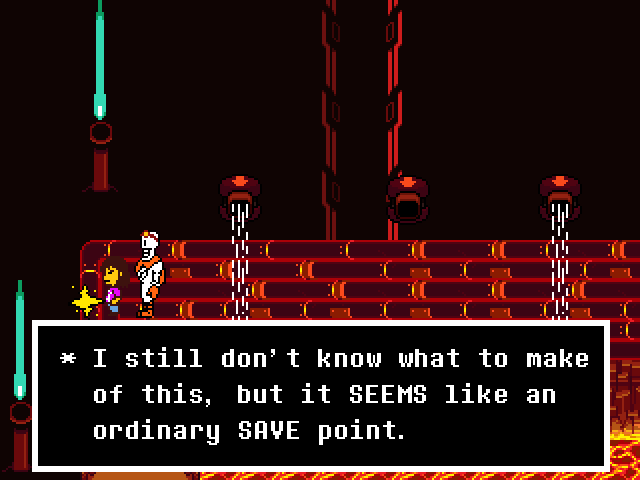 * I still don't know what to make
of this, but it SEEMS like an
ordinary SAVE point.